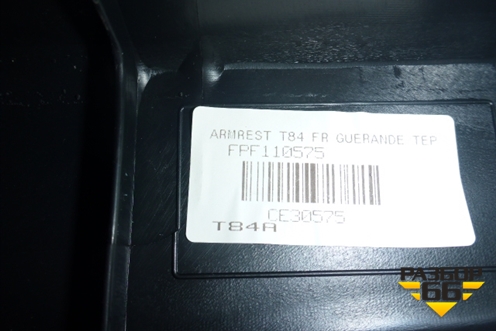 ARMREST T84 FR GUERANDE TEP
FPF110575
CE30575
T84A
РАЗБОР
66